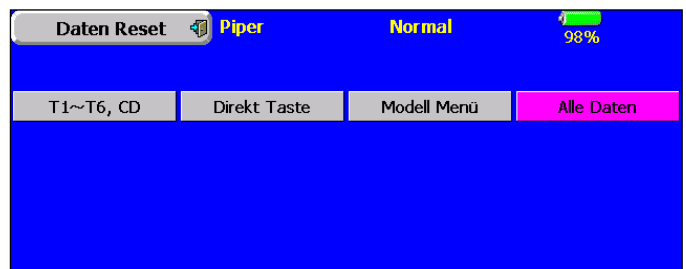 Daten Reset Piper Normal 98%
T1~T6, CD Direkt Taste Modell Menü Alle Daten